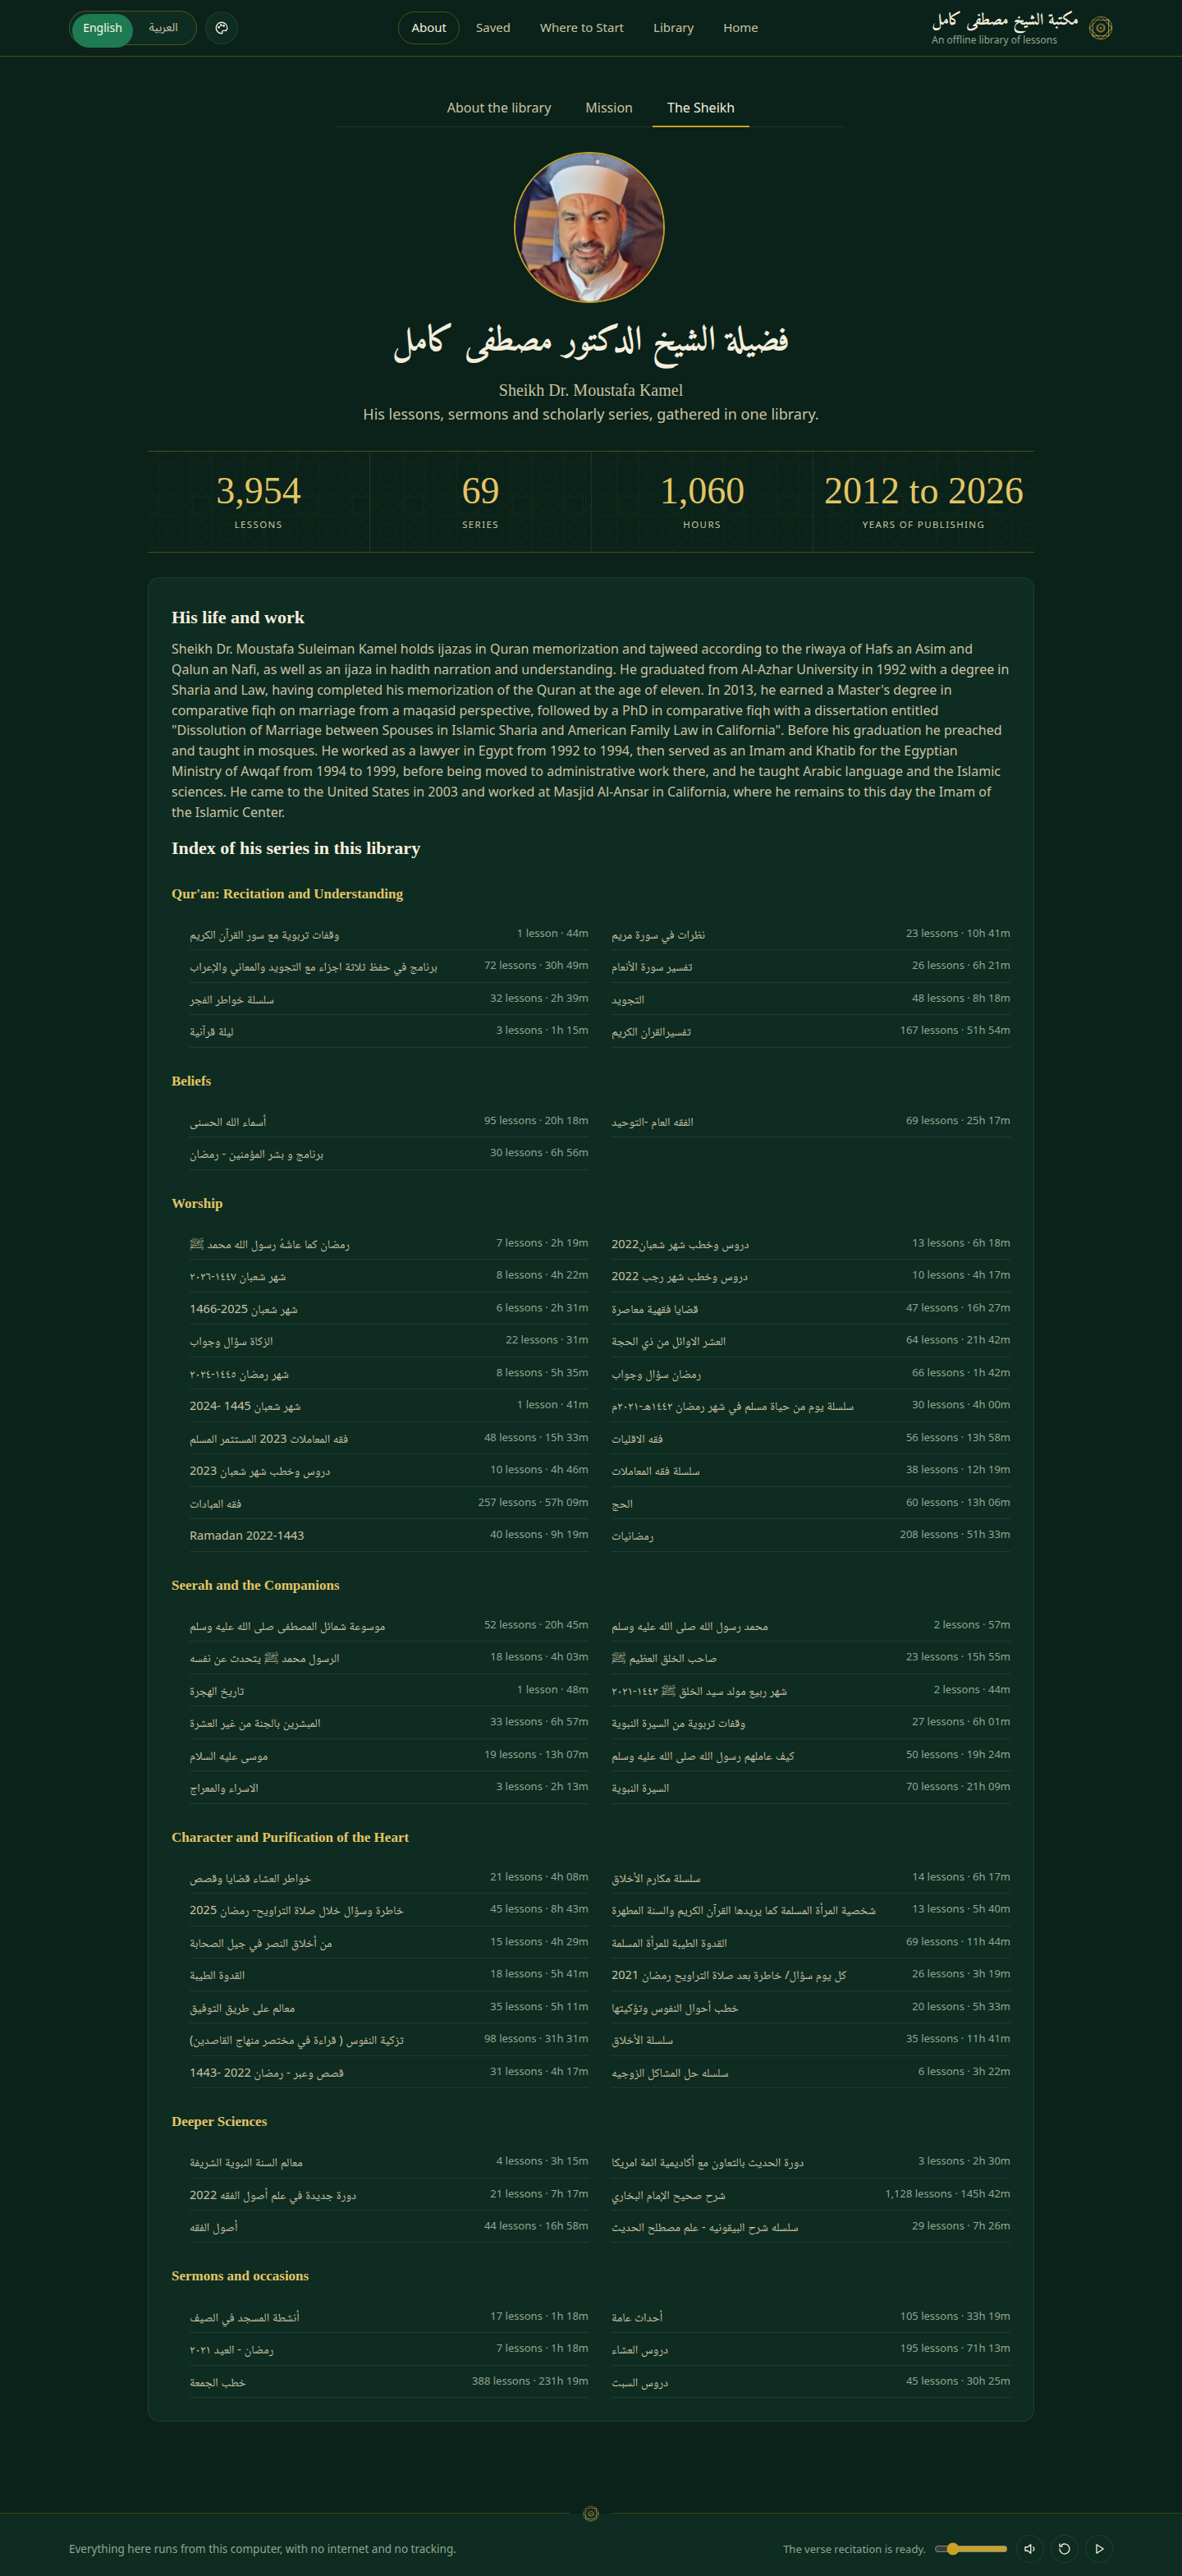 English
العربية
About
Saved
Where to Start
Library
Home
مكتبة الشيخ مصطفى كامل
An offline library of lessons
About the library
Mission
The Sheikh
فضيلة الشيخ الدكتور مصطفى كامل
Sheikh Dr. Moustafa Kamel
His lessons, sermons and scholarly series, gathered in one library.
3,954
LESSONS
69
SERIES
1,060
HOURS
2012 to 2026
YEARS OF PUBLISHING
His life and work
Sheikh Dr. Moustafa Suleiman Kamel holds ijazas in Quran memorization and tajweed according to the riwaya of Hafs an Asim and
Qalun an Nafi, as well as an ijaza in hadith narration and understanding. He graduated from Al-Azhar University in 1992 with a degree in
Sharia and Law, having completed his memorization of the Quran at the age of eleven. In 2013, he earned a Master's degree in
comparative fiqh on marriage from a maqasid perspective, followed by a PhD in comparative fiqh with a dissertation entitled
"Dissolution of Marriage between Spouses in Islamic Sharia and American Family Law in California". Before his graduation he preached
and taught in mosques. He worked as a lawyer in Egypt from 1992 to 1994, then served as an Imam and Khatib for the Egyptian
Ministry of Awqaf from 1994 to 1999, before being moved to administrative work there, and he taught Arabic language and the Islamic
sciences. He came to the United States in 2003 and worked at Masjid Al-Ansar in California, where he remains to this day the Imam of
the Islamic Center.
Index of his series in this library
Qur'an: Recitation and Understanding
وقفات تربوية مع سور القرآن الكريم 1 lesson · 44m
نظرات في سورة مريم 23 lessons · 10h 41m
برنامج في حفظ ثلاثة اجزاء مع التجويد والمعاني والإعراب 72 lessons · 30h 49m
تفسير سورة الأنعام 26 lessons · 6h 21m
سلسلة خواطر الفجر 32 lessons · 2h 39m
التجويد 48 lessons · 8h 18m
ليلة قرآنية 3 lessons · 1h 15m
تفسيرالقران الكريم 167 lessons · 51h 54m
Beliefs
أسماء الله الحسنى 95 lessons · 20h 18m
الفقه العام -التوحيد 69 lessons · 25h 17m
برنامج و بشر المؤمنين - رمضان 30 lessons · 6h 56m
Worship
رمضان كما عاشهُ رسول الله محمد ﷺ 7 lessons · 2h 19m
دروس وخطب شهر شعبان2022 13 lessons · 6h 18m
شهر شعبان ١٤٤٧-٢٠٢٦ 8 lessons · 4h 22m
دروس وخطب شهر رجب 2022 10 lessons · 4h 17m
شهر شعبان 2025-1466 6 lessons · 2h 31m
قضايا فقهية معاصرة 47 lessons · 16h 27m
الزكاة سؤال وجواب 22 lessons · 31m
العشر الاوائل من ذي الحجة 64 lessons · 21h 42m
شهر رمضان ١٤٤٥-٢٠٢٤ 8 lessons · 5h 35m
رمضان سؤال وجواب 66 lessons · 1h 42m
شهر شعبان 1445 -2024 1 lesson · 41m
سلسلة يوم من حياة مسلم في شهر رمضان ١٤٤٢هـ-٢٠٢١م 30 lessons · 4h 00m
فقه المعاملات 2023 المستثمر المسلم 48 lessons · 15h 33m
فقه الاقليات 56 lessons · 13h 58m
دروس وخطب شهر شعبان 2023 10 lessons · 4h 46m
سلسلة فقه المعاملات 38 lessons · 12h 19m
فقه العبادات 257 lessons · 57h 09m
الحج 60 lessons · 13h 06m
Ramadan 2022-1443 40 lessons · 9h 19m
رمضانيات 208 lessons · 51h 33m
Seerah and the Companions
موسوعة شمائل المصطفى صلى الله عليه وسلم 52 lessons · 20h 45m
محمد رسول الله صلى الله عليه وسلم 2 lessons · 57m
الرسول محمد ﷺ يتحدث عن نفسه 18 lessons · 4h 03m
صاحب الخلق العظيم ﷺ 23 lessons · 15h 55m
تاريخ الهجرة 1 lesson · 48m
شهر ربيع مولد سيد الخلق ﷺ ١٤٤٣-٢٠٢١ 2 lessons · 44m
المبشرين بالجنة من غير العشرة 33 lessons · 6h 57m
وقفات تربوية من السيرة النبوية 27 lessons · 6h 01m
موسى عليه السلام 19 lessons · 13h 07m
كيف عاملهم رسول الله صلى الله عليه وسلم 50 lessons · 19h 24m
الاسراء والمعراج 3 lessons · 2h 13m
السيرة النبوية 70 lessons · 21h 09m
Character and Purification of the Heart
خواطر العشاء قضايا وقصص 21 lessons · 4h 08m
سلسلة مكارم الأخلاق 14 lessons · 6h 17m
خاطرة وسؤال خلال صلاة التراويح- رمضان 2025 45 lessons · 8h 43m
شخصية المرأة المسلمة كما يريدها القرآن الكريم والسنة المطهرة 13 lessons · 5h 40m
من أخلاق النصر في جيل الصحابة 15 lessons · 4h 29m
القدوة الطيبة للمرأة المسلمة 69 lessons · 11h 44m
القدوة الطيبة 18 lessons · 5h 41m
كل يوم سؤال/ خاطرة بعد صلاة التراويح رمضان 2021 26 lessons · 3h 19m
معالم على طريق التوفيق 35 lessons · 5h 11m
خطب أحوال النفوس وتؤكيتها 20 lessons · 5h 33m
تزكية النفوس ( قراءة في مختصر منهاج القاصدين) 98 lessons · 31h 31m
سلسلة الأخلاق 35 lessons · 11h 41m
قصص وعبر - رمضان 2022 -1443 31 lessons · 4h 17m
سلسله حل المشاكل الزوجيه 6 lessons · 3h 22m
Deeper Sciences
معالم السنة النبوية الشريفة 4 lessons · 3h 15m
دورة الحديث بالتعاون مع أكاديمية ائمة امريكا 3 lessons · 2h 30m
دورة جديدة في علم أصول الفقه 2022 21 lessons · 7h 17m
شرح صحيح الإمام البخاري 1,128 lessons · 145h 42m
أصول الفقه 44 lessons · 16h 58m
سلسله شرح البيقونيه - علم مصطلح الحديث 29 lessons · 7h 26m
Sermons and occasions
أنشطة المسجد في الصيف 17 lessons · 1h 18m
أحداث عامة 105 lessons · 33h 19m
رمضان - العيد ٢٠٢١ 7 lessons · 1h 18m
دروس العشاء 195 lessons · 71h 13m
خطب الجمعة 388 lessons · 231h 19m
دروس السبت 45 lessons · 30h 25m
Everything here runs from this computer, with no internet and no tracking.
The verse recitation is ready.